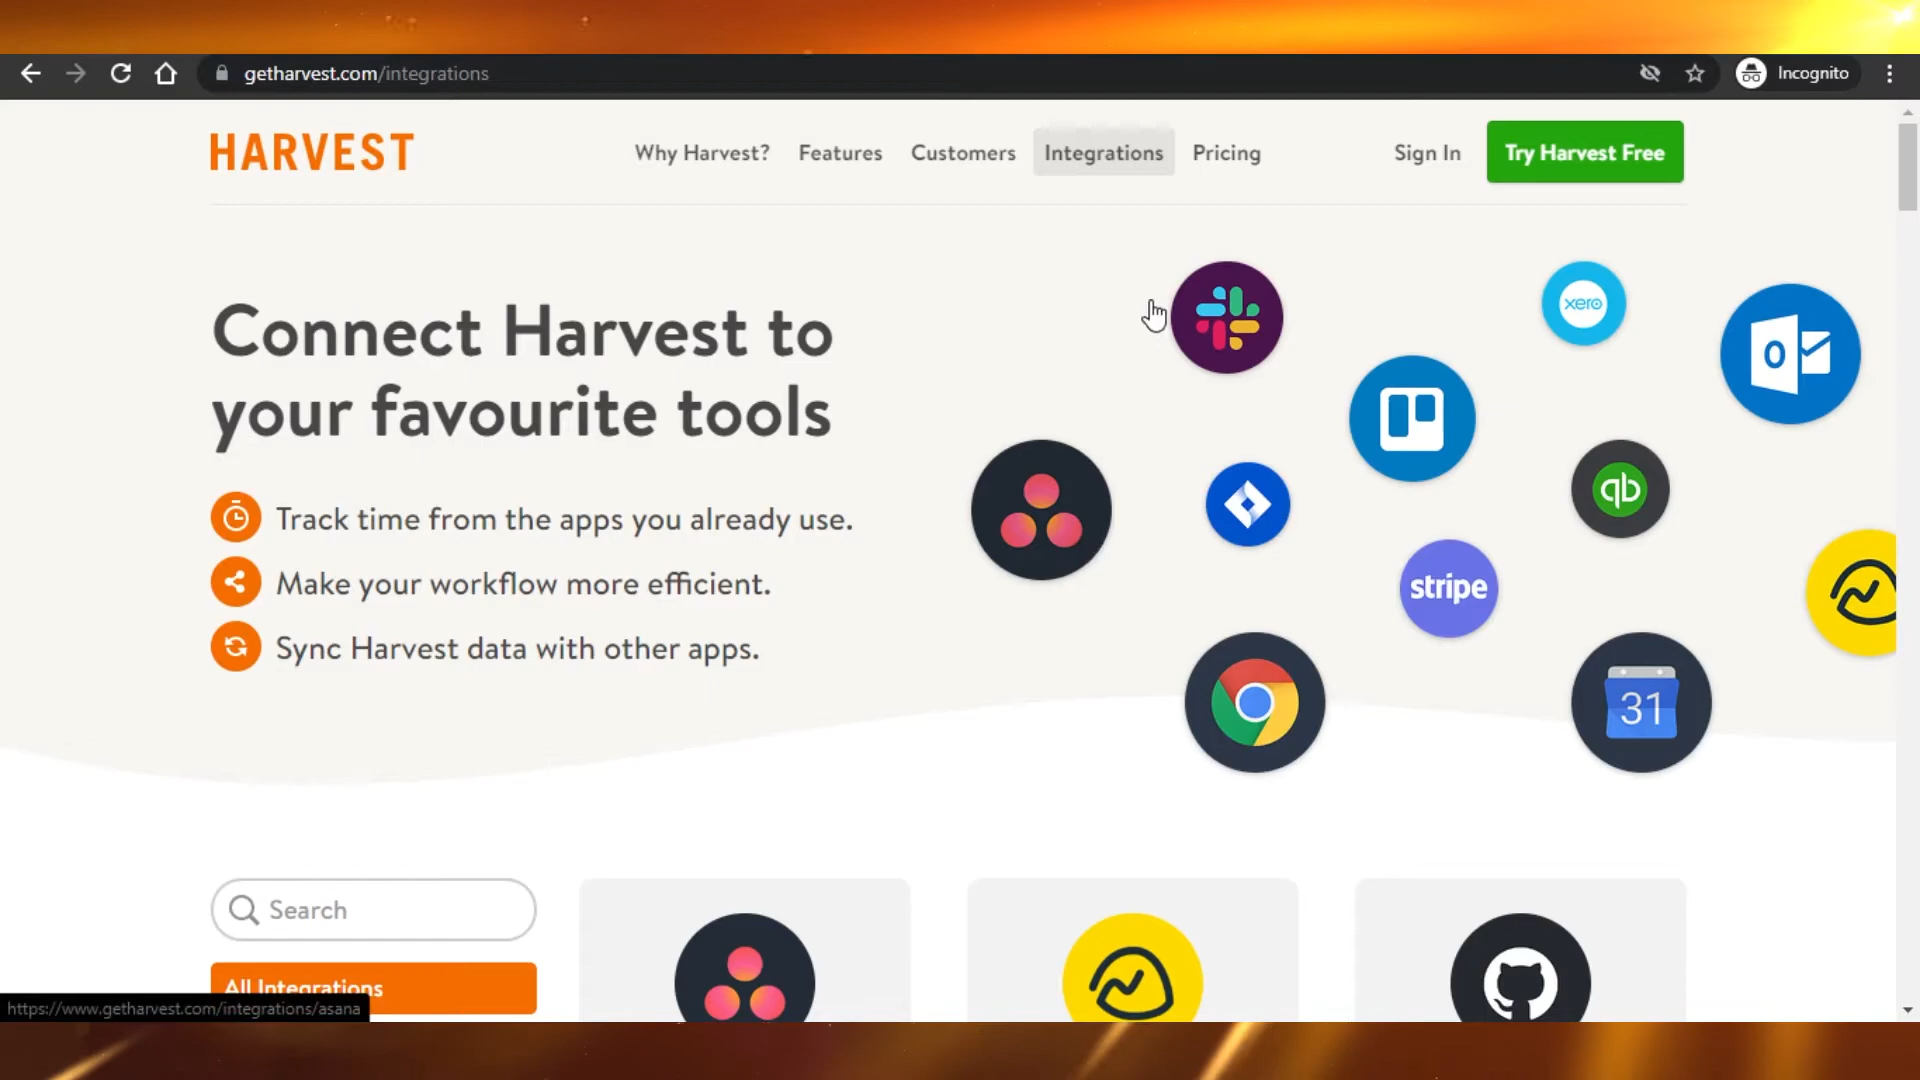 getharvest.com/integrations
Incognito
HARVEST
Why Harvest?
Features
Customers
Integrations
Pricing
Sign In
Try Harvest Free
Connect Harvest to
your favourite tools
Track time from the apps you already use.
Make your workflow more efficient.
Sync Harvest data with other apps.
xero
O
qb
stripe
31
Search
All Integrations
https://www.getharvest.com/integrations/asana